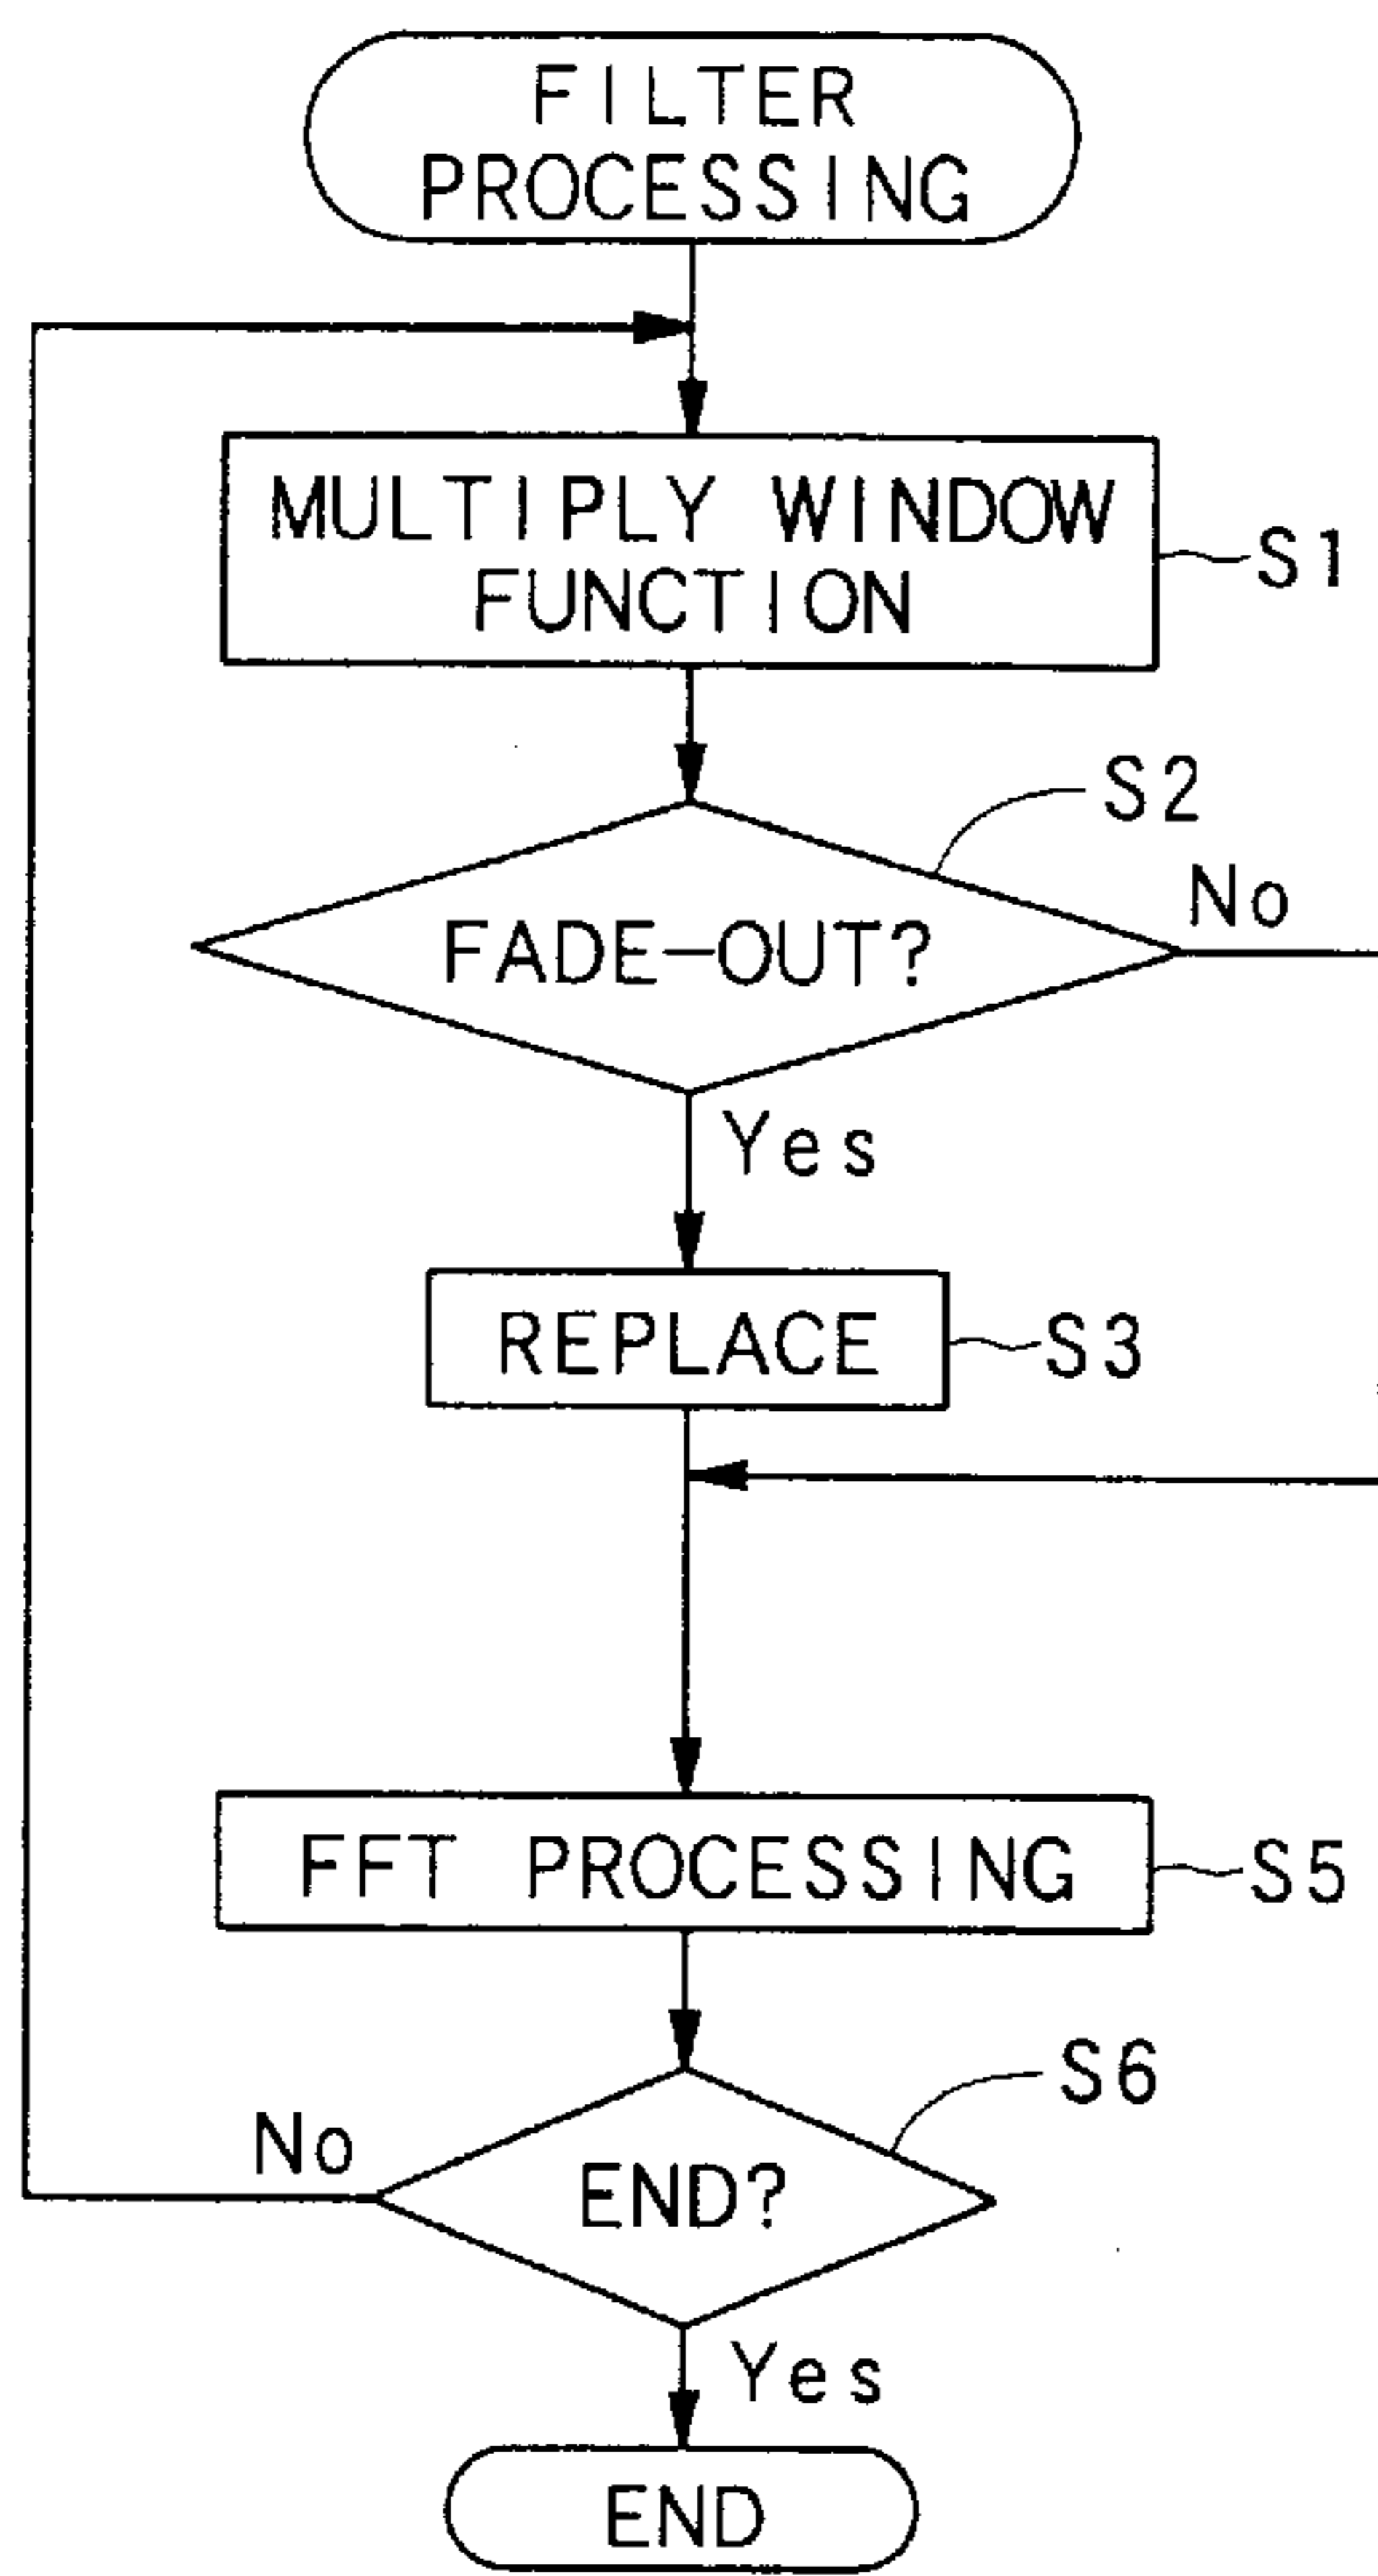 FILTER
PROCESSING
MULTIPLY WINDOW
FUNCTION
S1
S2
No
FADE-OUT?
Yes
REPLACE
S3
FFT PROCESSING
S5
S6
No
END?
Yes
END